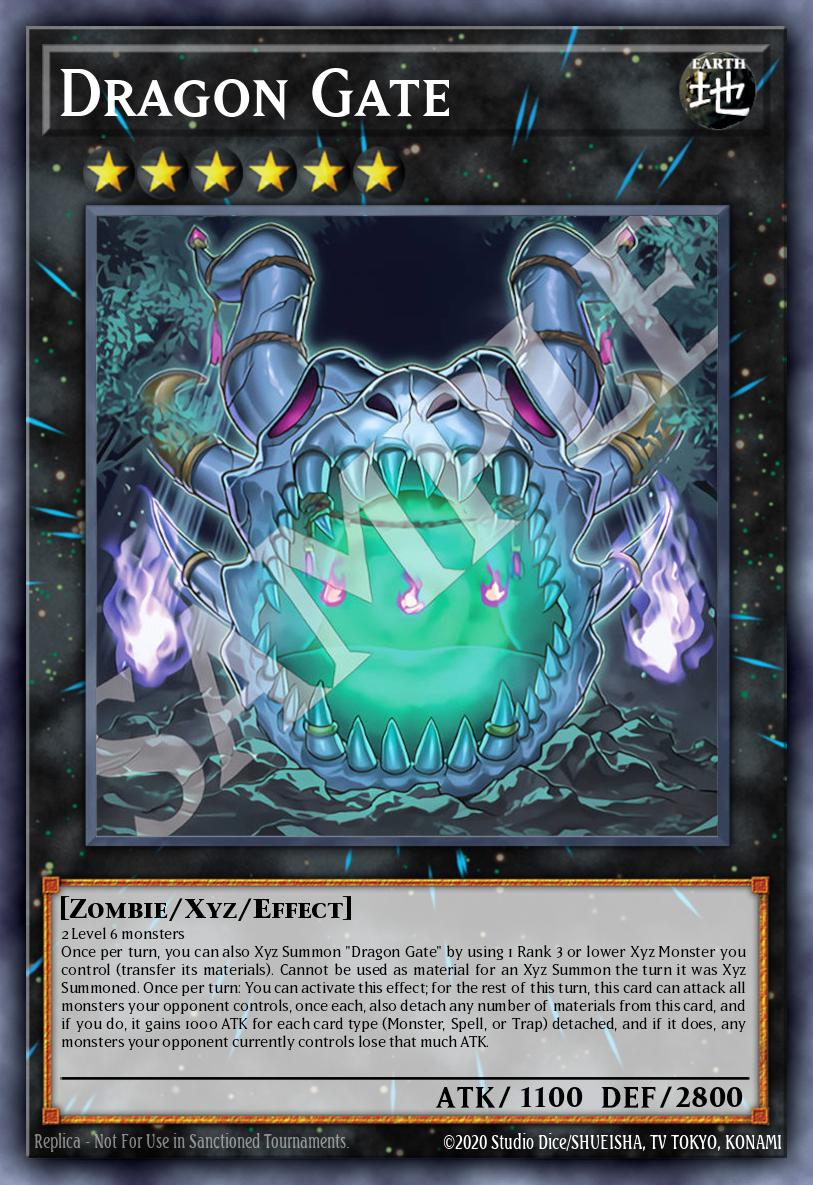 Dragon Gate
EARTH
地
SAMPLE
[Zombie/Xyz/Effect]
2 Level 6 monsters
Once per turn, you can also Xyz Summon "Dragon Gate" by using 1 Rank 3 or lower Xyz Monster you
control (transfer its materials). Cannot be used as material for an Xyz Summon the turn it was Xyz
Summoned. Once per turn: You can activate this effect; for the rest of this turn, this card can attack all
monsters your opponent controls, once each, also detach any number of materials from this card, and
if you do, it gains 1000 ATK for each card type (Monster, Spell, or Trap) detached, and if it does, any
monsters your opponent currently controls lose that much ATK.
ATK/ 1100 DEF/2800
Replica - Not For Use in Sanctioned Tournaments.
©2020 Studio Dice/SHUEISHA, TV TOKYO, KONAMI